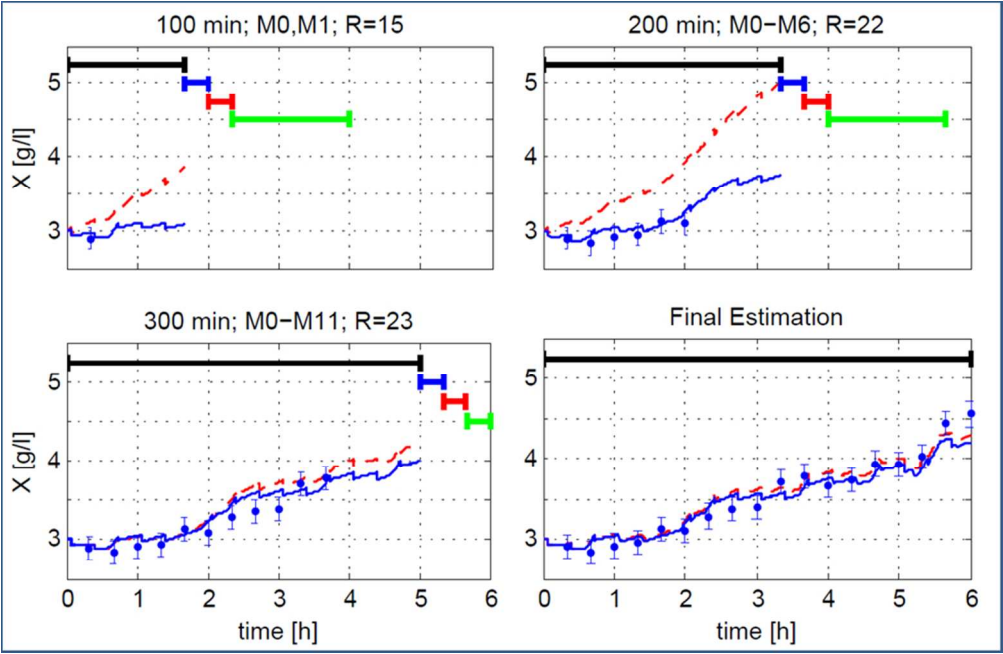 100 min; M0,M1; R=15
200 min; M0−M6; R=22
X [g/l]
5
4
3
5
4
3
300 min; M0−M11; R=23
Final Estimation
X [g/l]
5
4
3
0 1 2 3 4 5 6
time [h]
5
4
3
0 1 2 3 4 5 6
time [h]